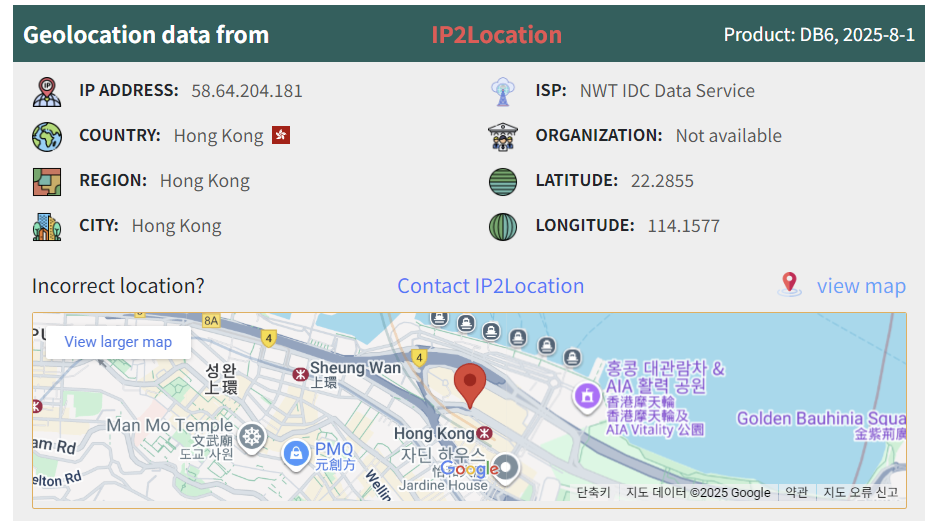 Geolocation data from IP2Location Product: DB6, 2025-8-1
IP ADDRESS: 58.64.204.181
ISP: NWT IDC Data Service
COUNTRY: Hong Kong
ORGANIZATION: Not available
REGION: Hong Kong
LATITUDE: 22.2855
CITY: Hong Kong
LONGITUDE: 114.1577
Incorrect location? Contact IP2Location view map
View larger map
8A
4
4
성완
上環
Sheung Wan
上環
홍콩 대관람차 &
AIA 활력 공원
香港摩天輪
香港摩天輪及
AIA Vitality 公園
Golden Bauhinia Squa
金紫荊廣
Man Mo Temple
文武廟
도교 사원
PMQ
元創方
Hong Kong
자딘 하우스
Jardine House
am Rd
elton Rd
Wellin
Google
단축키 지도 데이터 ©2025 Google 약관 지도 오류 신고